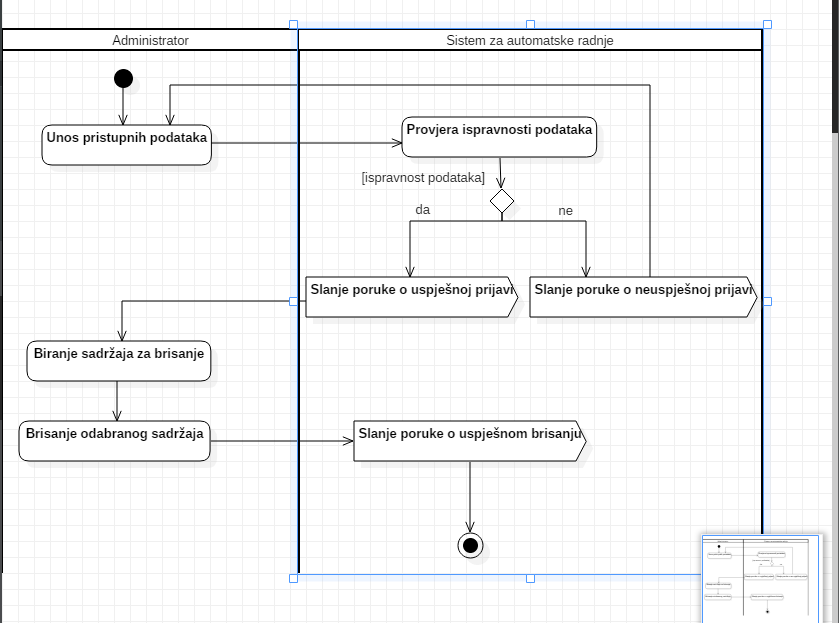 Administrator
Sistem za automatske radnje
Unos pristupnih podataka
Provjera ispravnosti podataka
[ispravnost podataka]
da
ne
Slanje poruke o uspješnoj prijavi
Slanje poruke o neuspješnoj prijavi
Biranje sadržaja za brisanje
Brisanje odabranog sadržaja
Slanje poruke o uspješnom brisanju